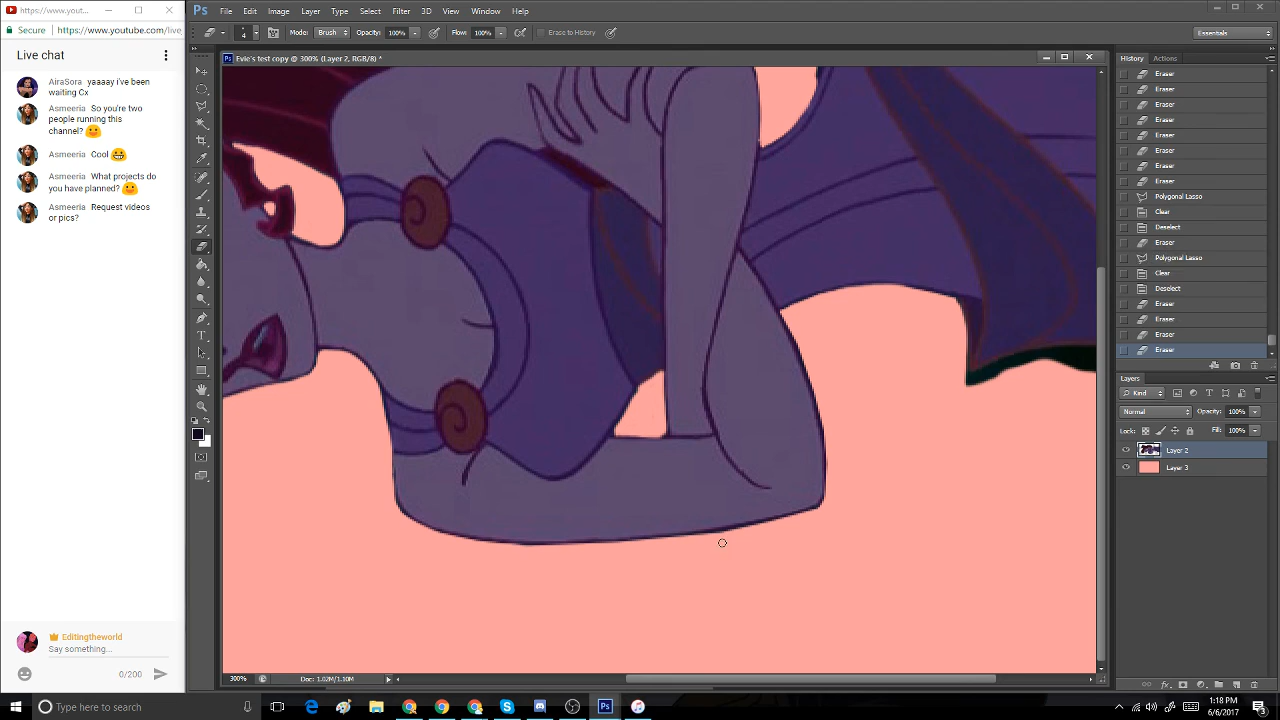 https://www.yout...
Secure
https://www.youtube.com/live
Live chat
AiraSora yaaaay i've been
waiting Cx
Asmeeria So you're two
people running this
channel?
Asmeeria Cool
Asmeeria What projects do
you have planned?
Asmeeria Request videos
or pics?
Editingtheworld
Say something...
0/200
Ps File Edit Image Layer Type Select Filter 3D View Window Help
Mode: Brush Opacity: 100% Flow: 100% Erase to History Essentials
Evie's test copy @ 300% (Layer 2, RGB/8) *
History Actions
Eraser
Eraser
Eraser
Eraser
Eraser
Eraser
Eraser
Eraser
Polygonal Lasso
Clear
Deselect
Eraser
Polygonal Lasso
Clear
Deselect
Eraser
Eraser
Eraser
Eraser
Layers
Kind
Normal Opacity: 100%
Lock: Fill: 100%
Layer 2
Layer 3
300% Doc: 1.02M/1.10M
Type here to search
1:18 PM
6/6/2017